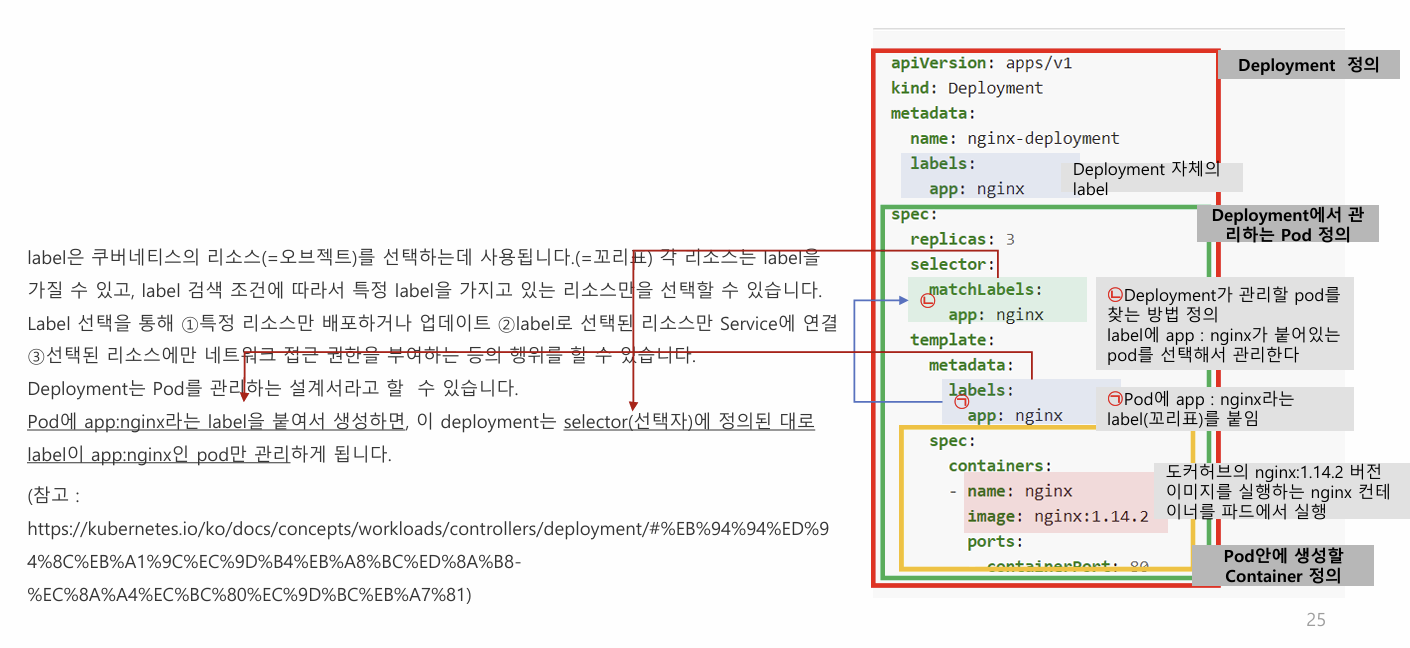 label은 쿠버네티스의 리소스(=오브젝트)를 선택하는데 사용됩니다.(=꼬리표) 각 리소스는 label을
가질 수 있고, label 검색 조건에 따라서 특정 label을 가지고 있는 리소스만을 선택할 수 있습니다.
Label 선택을 통해 ①특정 리소스만 배포하거나 업데이트 ②label로 선택된 리소스만 Service에 연결
③선택된 리소스에만 네트워크 접근 권한을 부여하는 등의 행위를 할 수 있습니다.
Deployment는 Pod를 관리하는 설계서라고 할 수 있습니다.
Pod에 app:nginx라는 label을 붙여서 생성하면, 이 deployment는 selector(선택자)에 정의된 대로
label이 app:nginx인 pod만 관리하게 됩니다.
(참고 :
https://kubernetes.io/ko/docs/concepts/workloads/controllers/deployment/#%EB%94%94%ED%9
4%8C%EB%A1%9C%EC%9D%B4%EB%A8%BC%ED%8A%B8-
%EC%8A%A4%EC%BC%80%EC%9D%BC%EB%A7%81)
apiVersion: apps/v1
kind: Deployment
metadata:
name: nginx-deployment
labels:
app: nginx
spec:
replicas: 3
selector:
matchLabels:
㉡
app: nginx
template:
metadata:
labels:
㉠
app: nginx
spec:
containers:
- name: nginx
image: nginx:1.14.2
ports:
containerPort: 80
Deployment 정의
Deployment 자체의
label
Deployment에서 관
리하는 Pod 정의
㉡Deployment가 관리할 pod를
찾는 방법 정의
label에 app : nginx가 붙어있는
pod를 선택해서 관리한다
㉠Pod에 app : nginx라는
label(꼬리표)를 붙임
도커허브의 nginx:1.14.2 버전
이미지를 실행하는 nginx 컨테
이너를 파드에서 실행
Pod안에 생성할
Container 정의
25